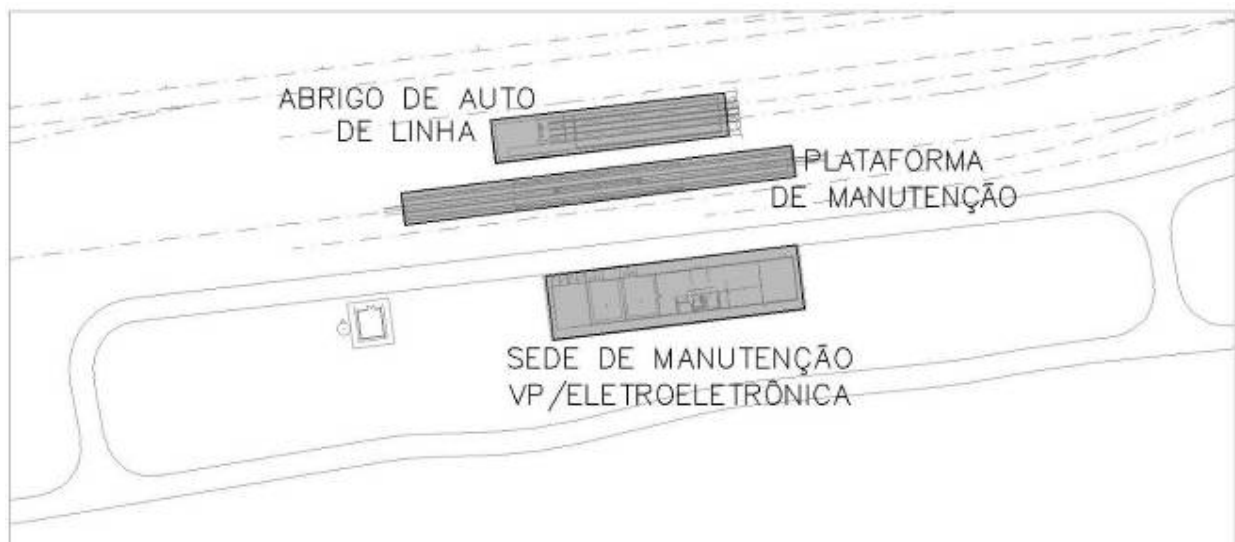 ABRIGO DE AUTO
DE LINHA
PLATAFORMA
DE MANUTENÇÃO
SEDE DE MANUTENÇÃO
VP/ELETROELETRÔNICA